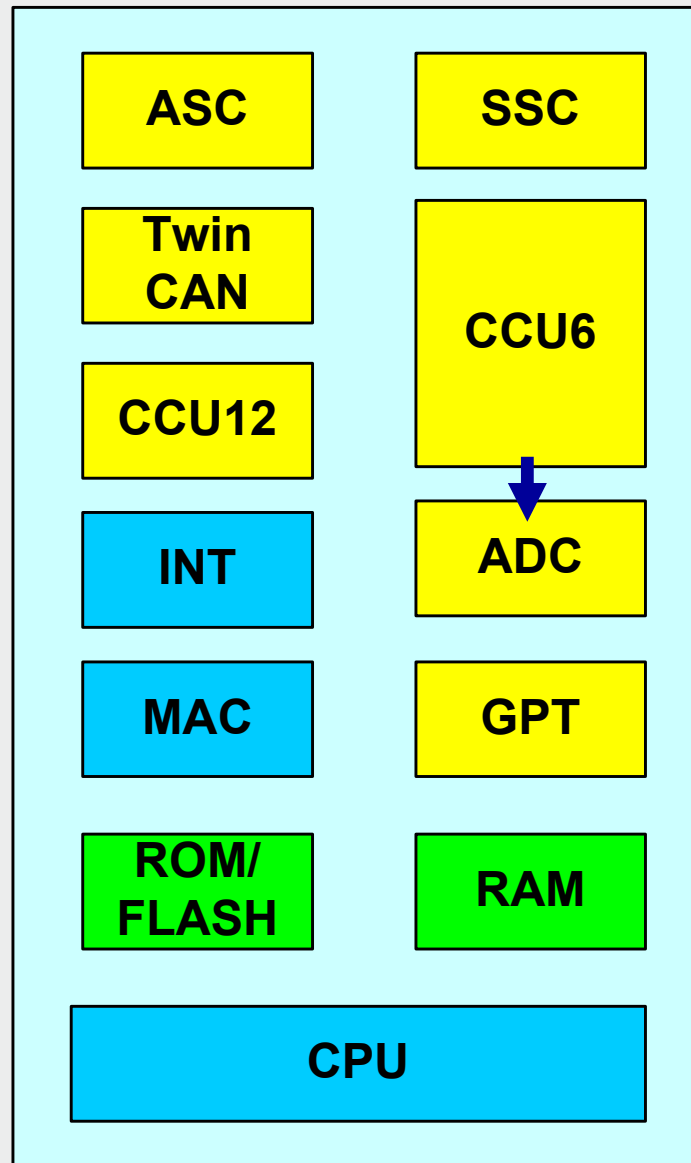 ASC
SSC
Twin
CAN
CCU6
CCU12
INT
ADC
MAC
GPT
ROM/
FLASH
RAM
CPU